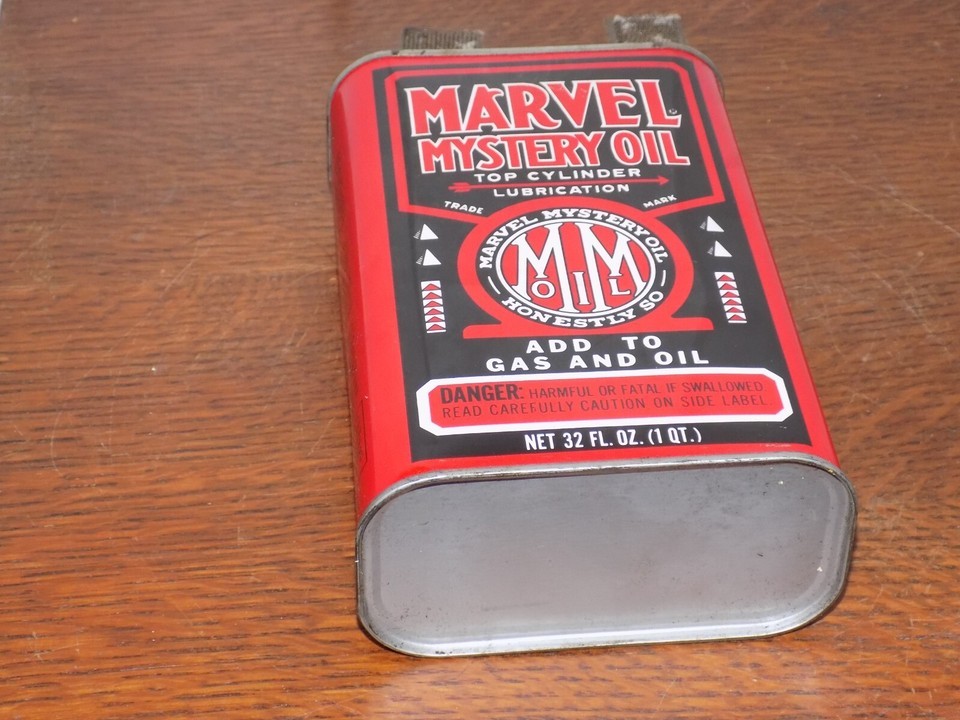 MARVEL
MYSTERY OIL
TOP CYLINDER
LUBRICATION
TRADE MARK
MARVEL MYSTERY OIL
MM
OIL
HONESTLY SO
ADD TO
GAS AND OIL
DANGER: HARMFUL OR FATAL IF SWALLOWED.
READ CAREFULLY CAUTION ON SIDE LABEL.
NET 32 FL. OZ. (1 QT.)